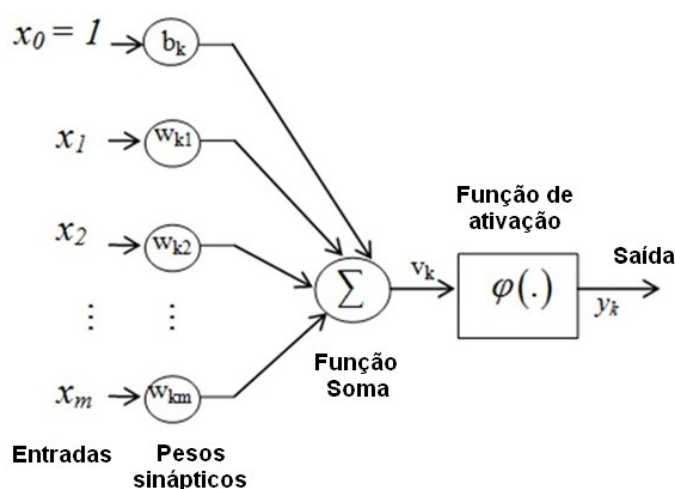 x₀ = 1
bₖ
x₁
wₖ₁
x₂
wₖ₂
⋮ ⋮
xₘ
wₖₘ
Entradas
Pesos
sinápticos
Σ
Função
Soma
vₖ
Função de
ativação
φ(.)
Saída
yₖ